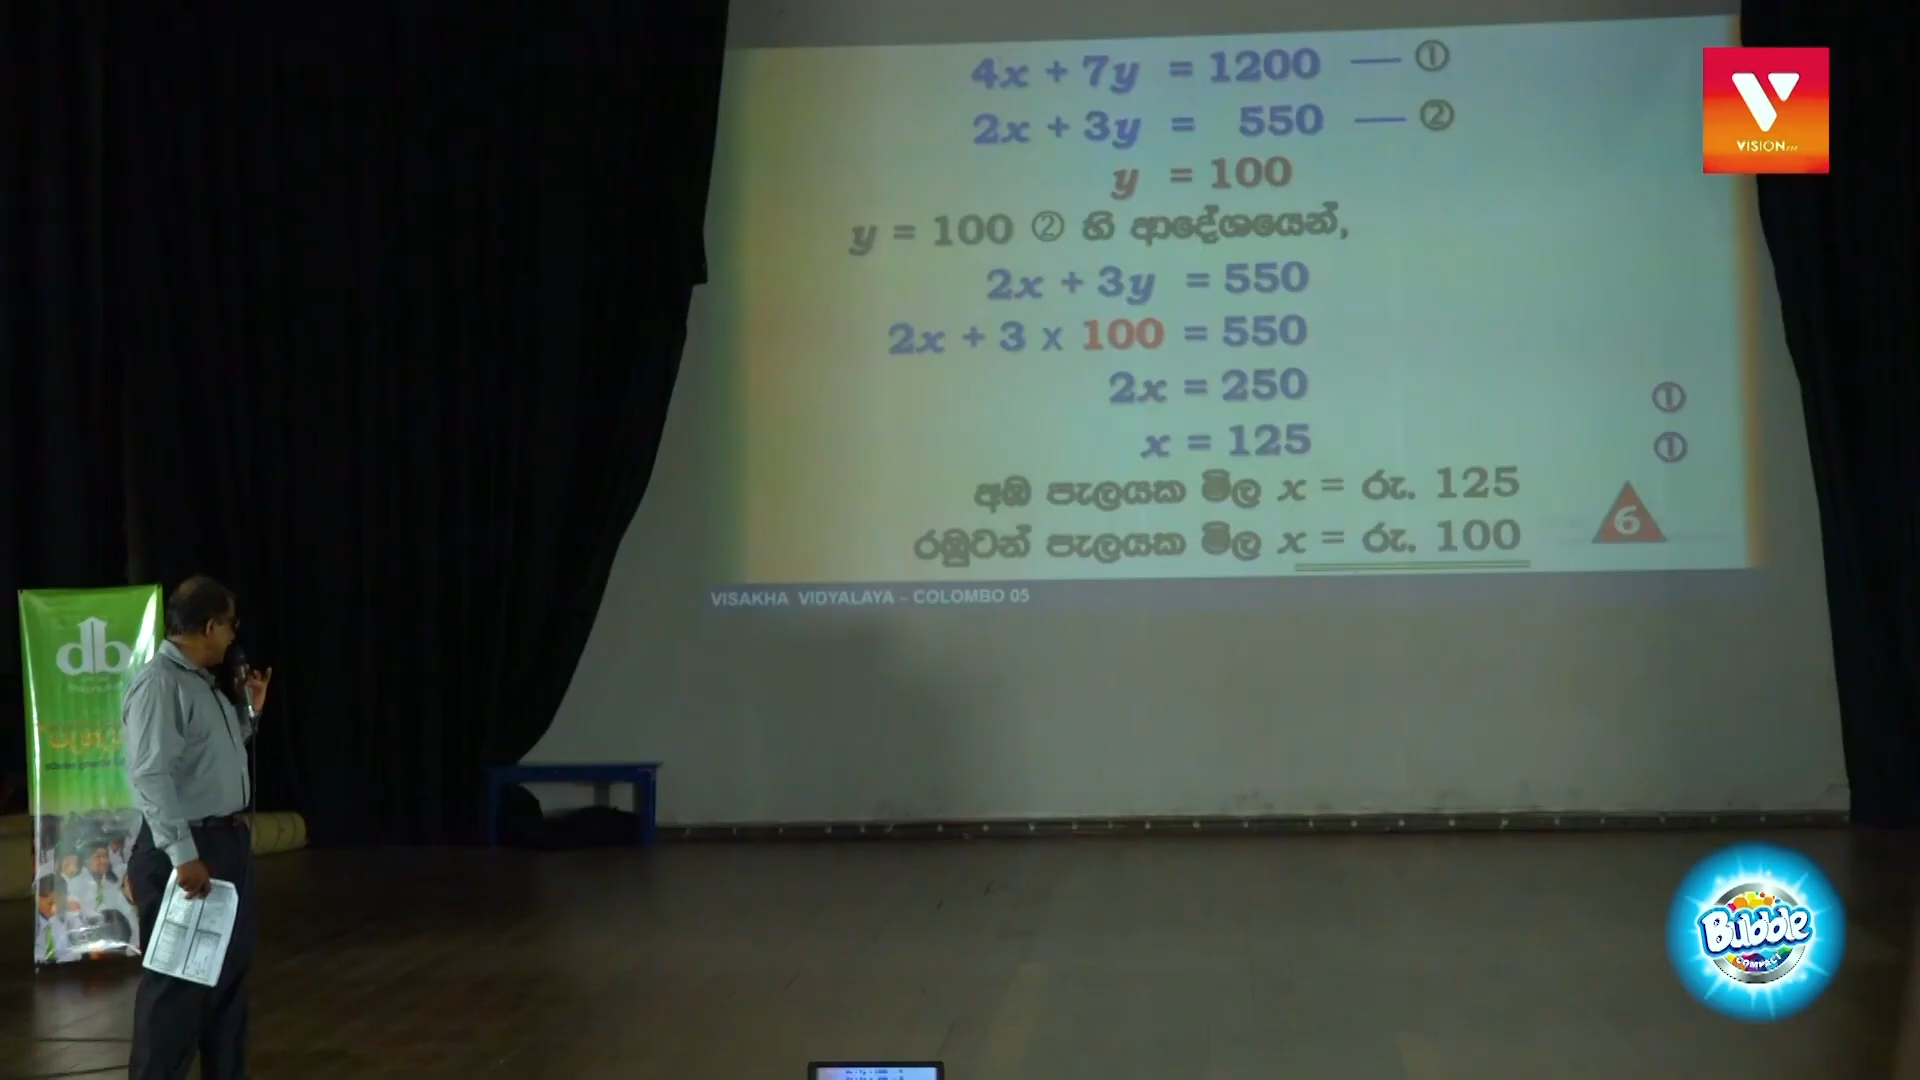 4x + 7y = 1200 — ①
2x + 3y = 550 — ②
y = 100
y = 100 ② හි ආදේශයෙන්,
2x + 3y = 550
2x + 3 x 100 = 550
2x = 250
①
x = 125
①
අඹ පැලයක මිල x = රු. 125
රඹුටන් පැලයක මිල x = රු. 100
6
VISAKHA VIDYALAYA – COLOMBO 05
VISION
db
Bubble
COMPACT